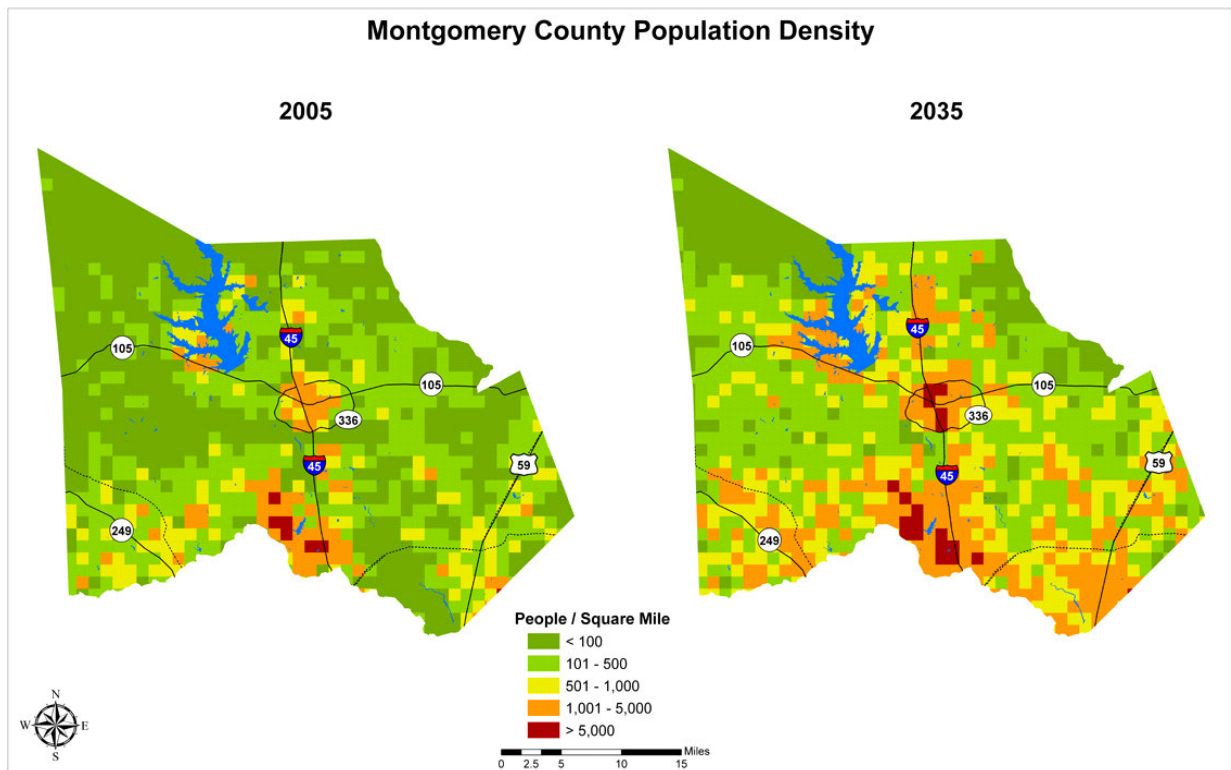 Montgomery County Population Density
2005
2035
45
105
105
336
45
59
249
45
105
105
336
45
59
249
People / Square Mile
< 100
101 - 500
501 - 1,000
1,001 - 5,000
> 5,000
N
W
E
S
Miles
0 2.5 5 10 15